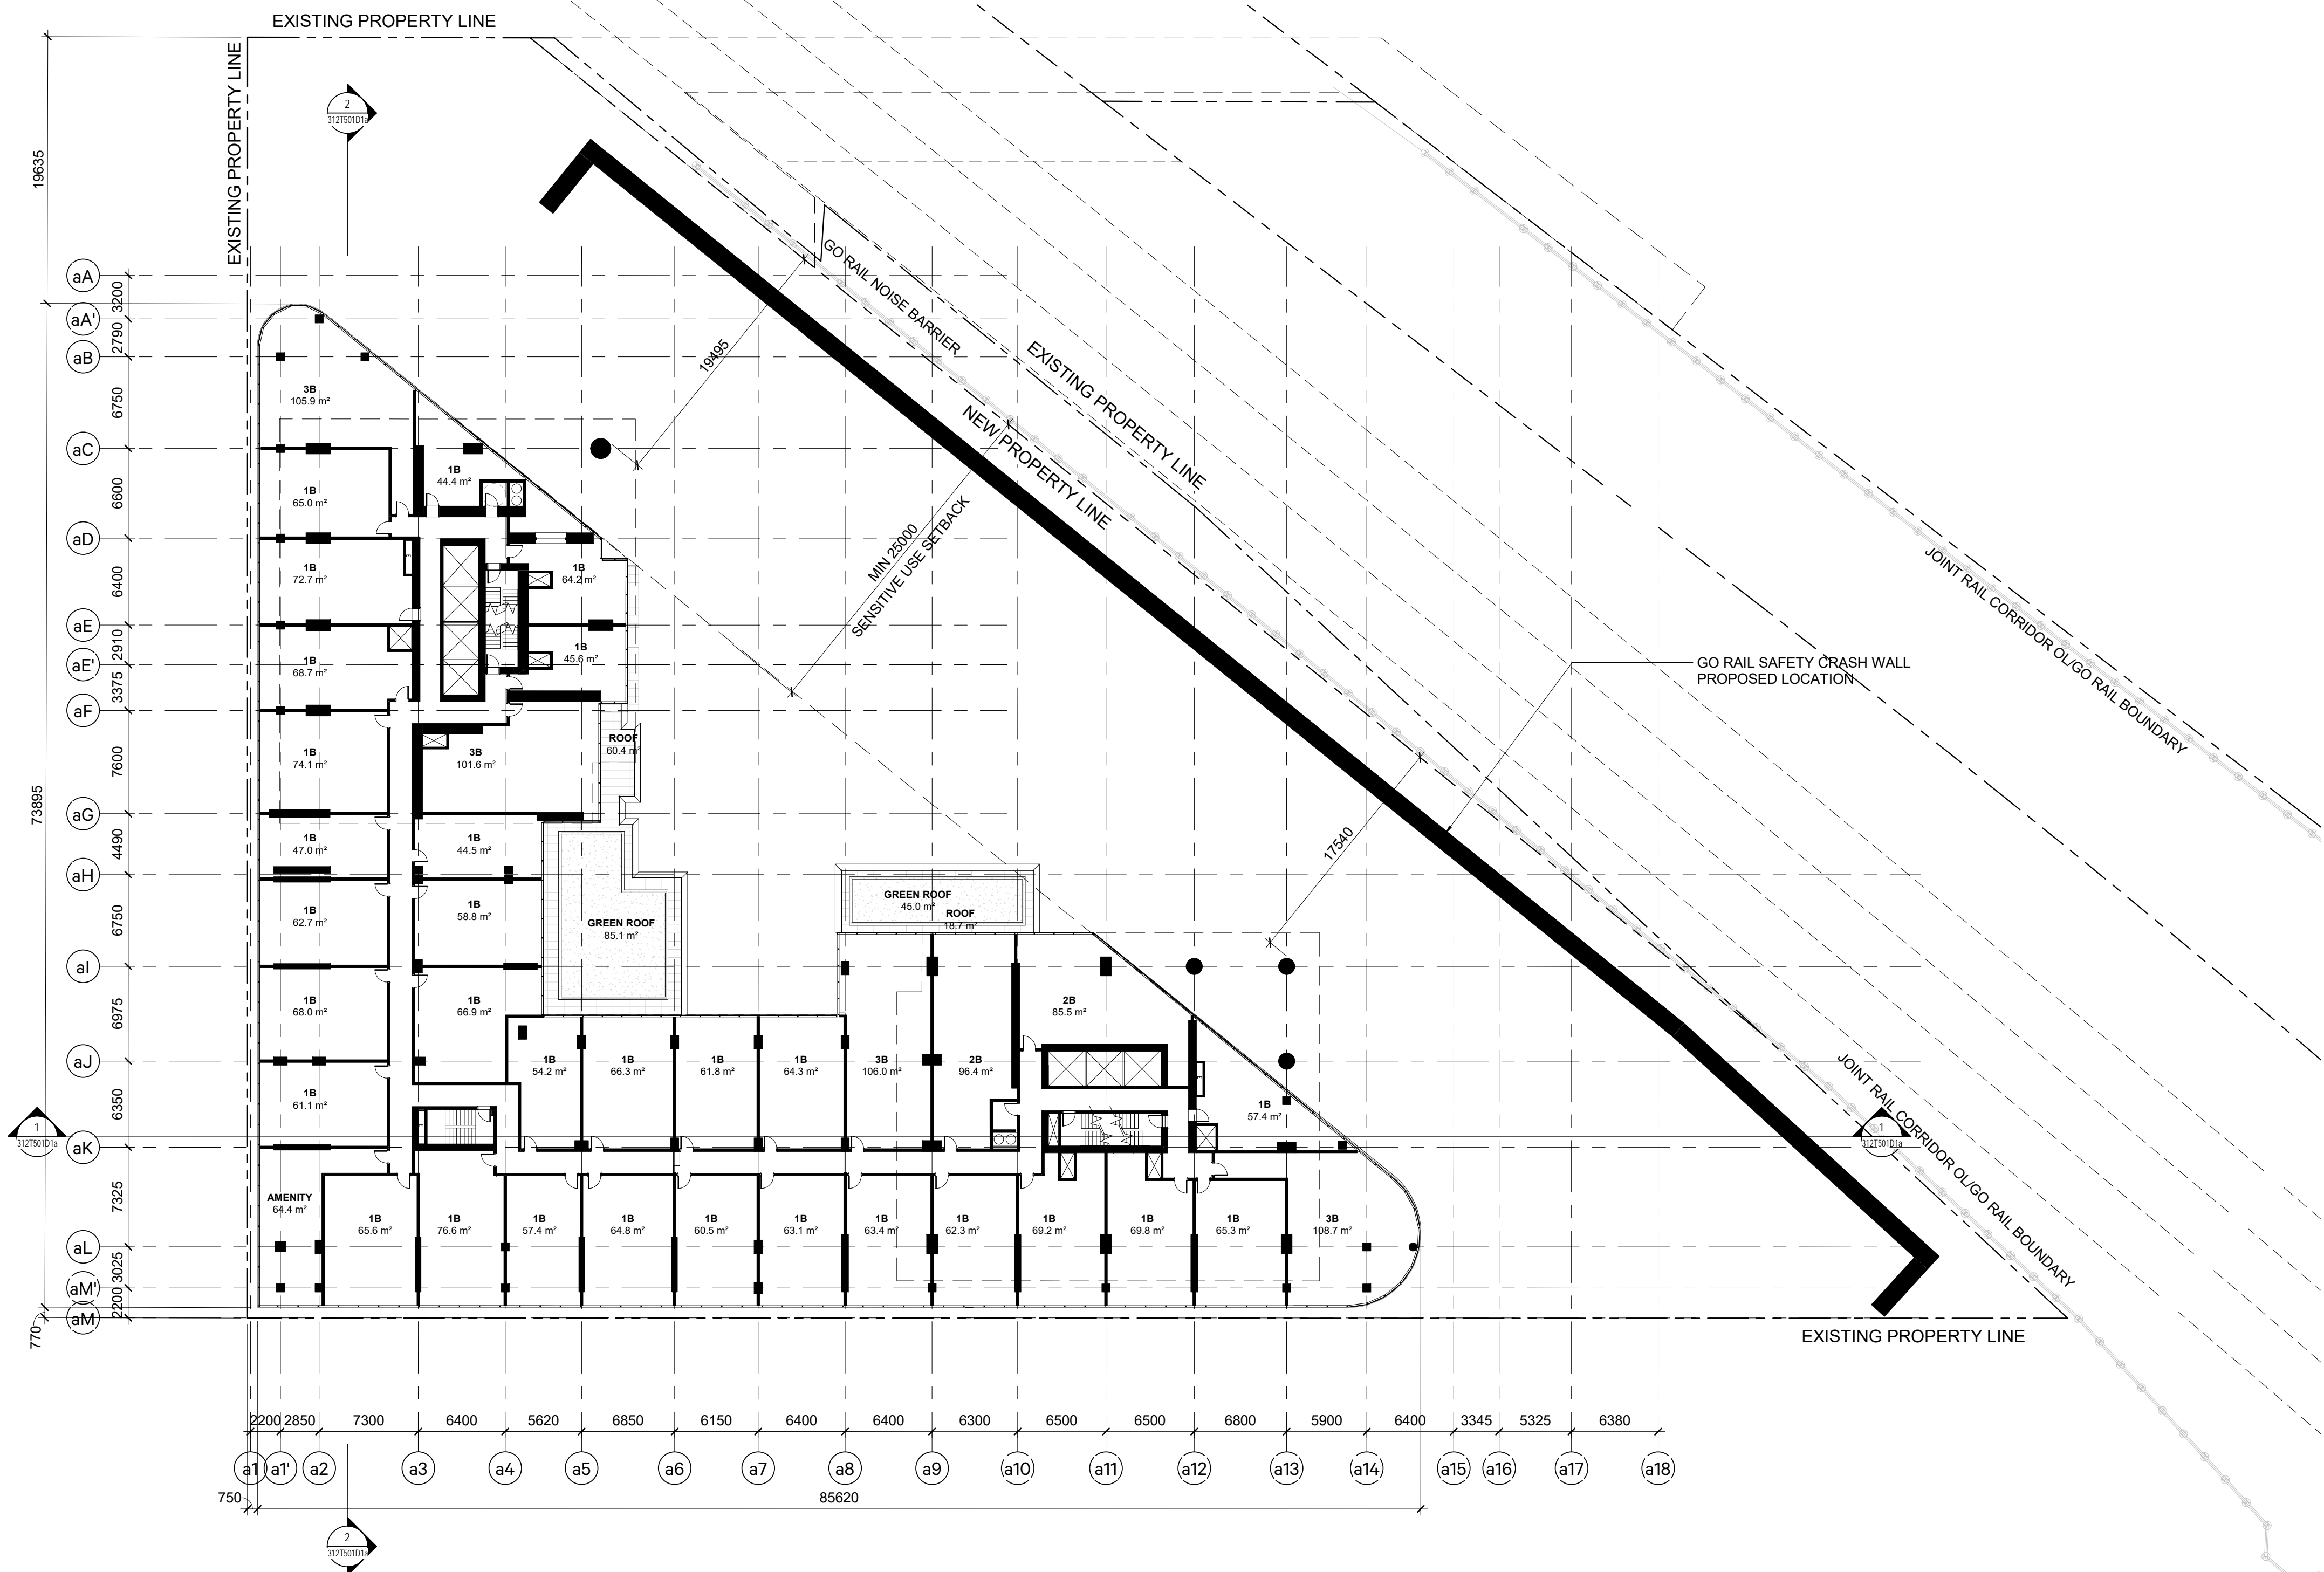 EXISTING PROPERTY LINE
EXISTING PROPERTY LINE
2
312T501D1a
19635
73895
770
aA
aA'
aB
aC
aD
aE
aE'
aF
aG
aH
aI
aJ
aK
aL
aM'
aM
3200
2790
6750
6600
6400
2910
3375
7600
4490
6750
6975
6350
7325
3025
2200
GO RAIL NOISE BARRIER
EXISTING PROPERTY LINE
NEW PROPERTY LINE
19495
MIN 25000
SENSITIVE USE SETBACK
17540
JOINT RAIL CORRIDOR OL/GO RAIL BOUNDARY
GO RAIL SAFETY CRASH WALL
PROPOSED LOCATION
JOINT RAIL CORRIDOR OL/GO RAIL BOUNDARY
3B
105.9 m²
1B
44.4 m²
1B
65.0 m²
1B
72.7 m²
1B
64.2 m²
1B
68.7 m²
1B
45.6 m²
1B
74.1 m²
3B
101.6 m²
ROOF
60.4 m²
1B
47.0 m²
1B
44.5 m²
1B
62.7 m²
1B
58.8 m²
GREEN ROOF
85.1 m²
GREEN ROOF
45.0 m²
ROOF
18.7 m²
1B
68.0 m²
1B
66.9 m²
2B
85.5 m²
1B
54.2 m²
1B
66.3 m²
1B
61.8 m²
1B
64.3 m²
3B
106.0 m²
2B
96.4 m²
1B
61.1 m²
1B
57.4 m²
1
312T501D1a
1
312T501D1a
AMENITY
64.4 m²
1B
65.6 m²
1B
76.6 m²
1B
57.4 m²
1B
64.8 m²
1B
60.5 m²
1B
63.1 m²
1B
63.4 m²
1B
62.3 m²
1B
69.2 m²
1B
69.8 m²
1B
65.3 m²
3B
108.7 m²
EXISTING PROPERTY LINE
2200 2850 7300 6400 5620 6850 6150 6400 6400 6300 6500 6500 6800 5900 6400 3345 5325 6380
a1 a1' a2 a3 a4 a5 a6 a7 a8 a9 a10 a11 a12 a13 a14 a15 a16 a17 a18
750 85620
2
312T501D1a